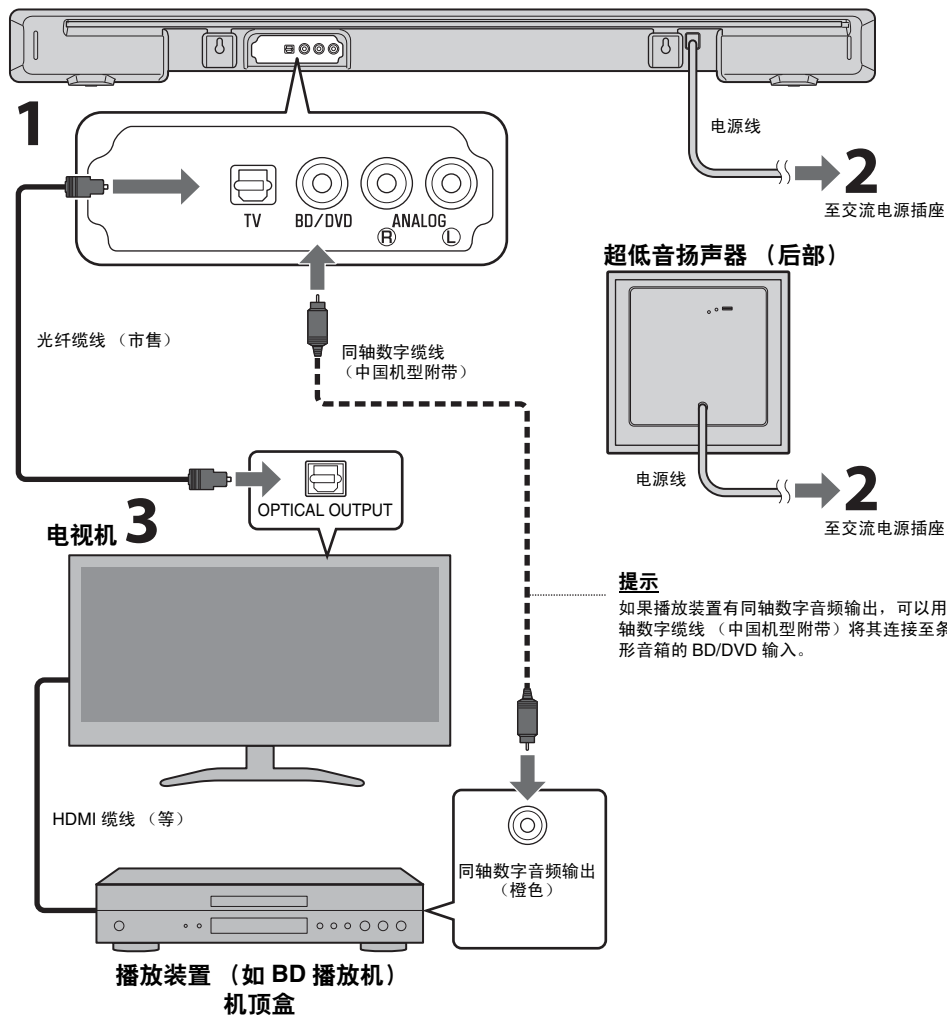 1
电源线
2
至交流电源插座
TV
BD/DVD
ANALOG
R
L
超低音扬声器 （后部）
光纤缆线 （市售）
同轴数字缆线
（中国机型附带）
电源线
2
至交流电源插座
OPTICAL OUTPUT
电视机 3
提示
如果播放装置有同轴数字音频输出，可以用
轴数字缆线 （中国机型附带）将其连接至条
形音箱的 BD/DVD 输入。
HDMI 缆线 （等）
同轴数字音频输出
（橙色）
播放装置 （如 BD 播放机）
机顶盒